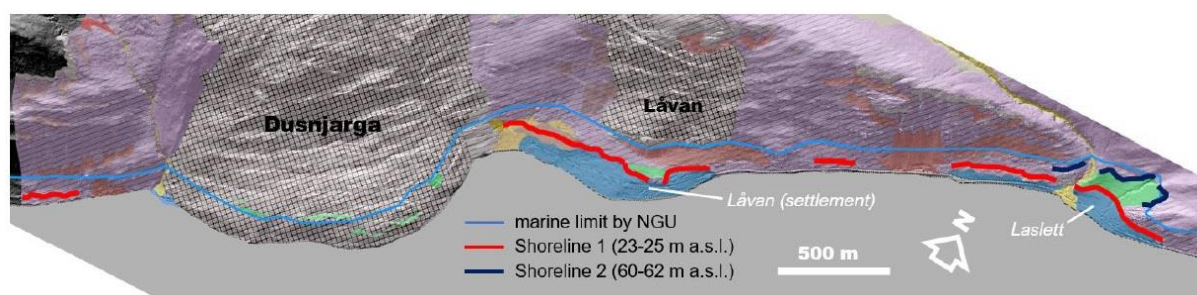 Dusnjarga
Låvan
Låvan (settlement)
Laslett
marine limit by NGU
Shoreline 1 (23-25 m a.s.l.)
Shoreline 2 (60-62 m a.s.l.)
N
500 m